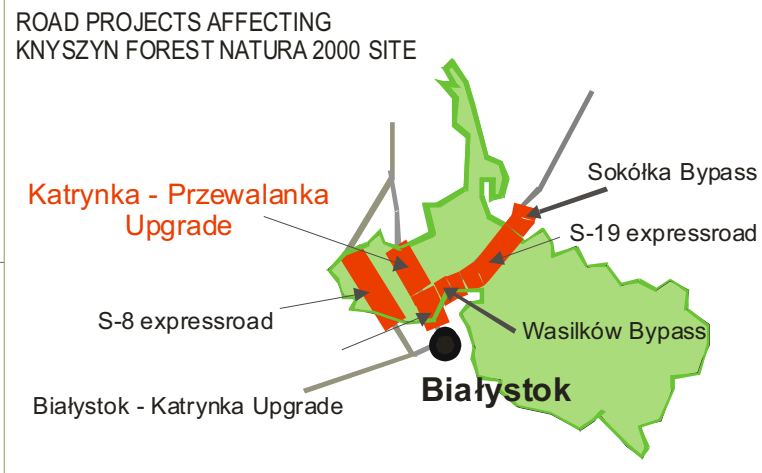 ROAD PROJECTS AFFECTING
KNYSZYN FOREST NATURA 2000 SITE
Katrynka - Przewalanka
Upgrade
Sokółka Bypass
S-19 expressroad
S-8 expressroad
Wasilków Bypass
Białystok
Białystok - Katrynka Upgrade